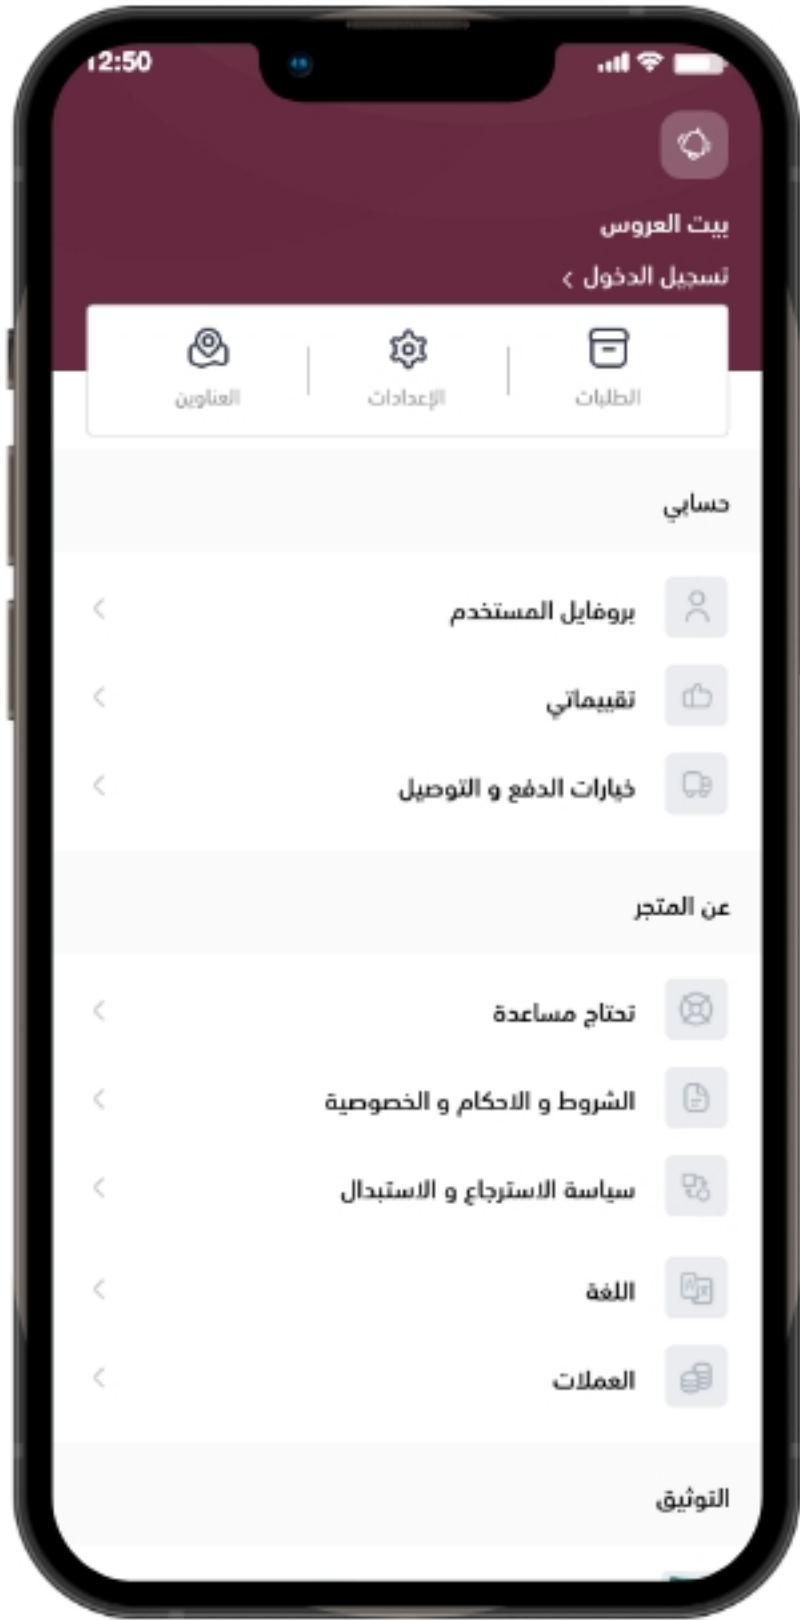 12:50
بيت العروس
تسجيل الدخول >
الطلبات
الإعدادات
العناوين
حسابي
بروفايل المستخدم
تقييماتي
خيارات الدفع و التوصيل
عن المتجر
تحتاج مساعدة
الشروط و الاحكام و الخصوصية
سياسة الاسترجاع و الاستبدال
اللغة
العملات
التوثيق